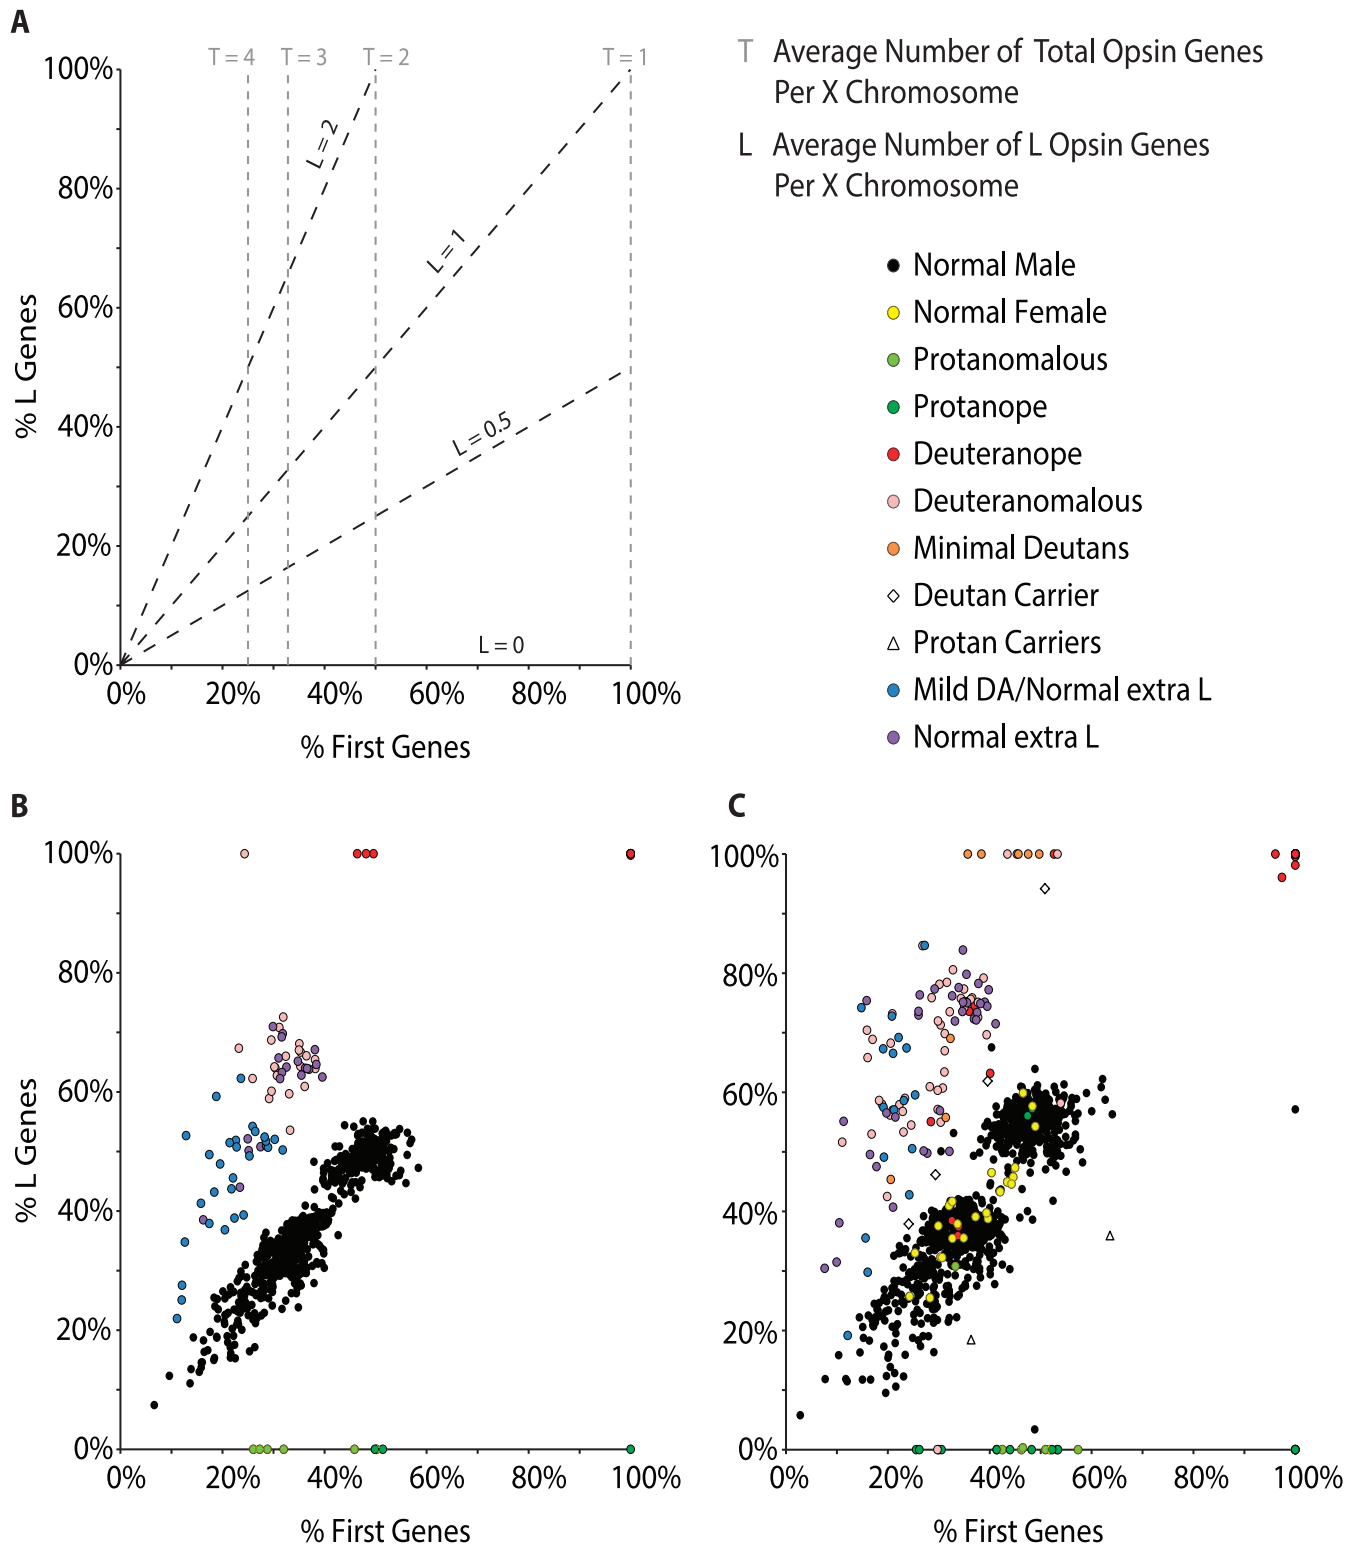 A
T = 4 T = 3 T = 2 T = 1
100%
80%
60%
40%
20%
0%
L = 2
L = 1
L = 0.5
L = 0
0% 20% 40% 60% 80% 100%
% L Genes
% First Genes
T Average Number of Total Opsin Genes
Per X Chromosome
L Average Number of L Opsin Genes
Per X Chromosome
Normal Male
Normal Female
Protanomalous
Protanope
Deuteranope
Deuteranomalous
Minimal Deutans
Deutan Carrier
Protan Carriers
Mild DA/Normal extra L
Normal extra L
B
100%
80%
60%
40%
20%
0%
0% 20% 40% 60% 80% 100%
% L Genes
% First Genes
C
100%
80%
60%
40%
20%
0%
0% 20% 40% 60% 80% 100%
% First Genes